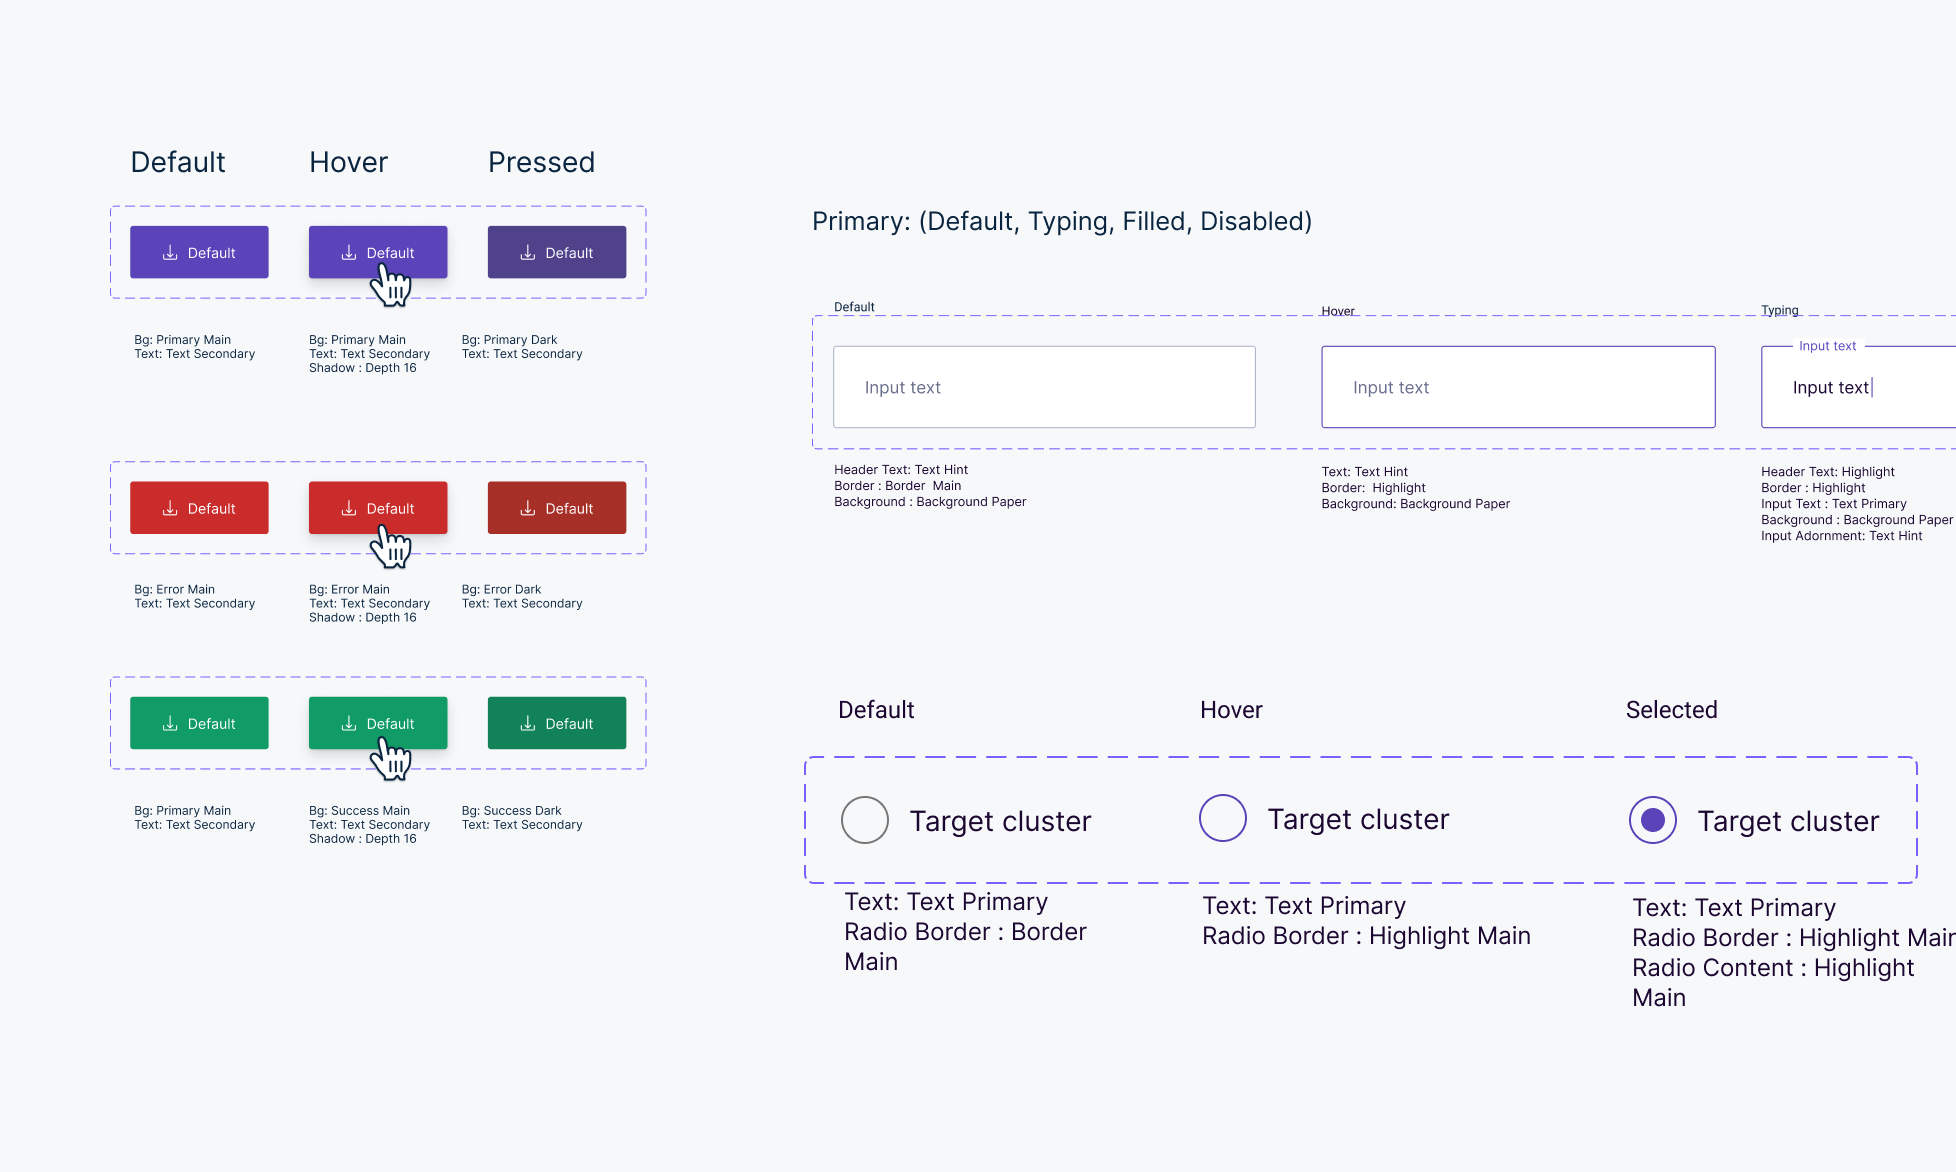 Default
Hover
Pressed
Default
Default
Default
Bg: Primary Main
Text: Text Secondary
Bg: Primary Main
Text: Text Secondary
Shadow : Depth 16
Bg: Primary Dark
Text: Text Secondary
Default
Default
Default
Bg: Error Main
Text: Text Secondary
Bg: Error Main
Text: Text Secondary
Shadow : Depth 16
Bg: Error Dark
Text: Text Secondary
Default
Default
Default
Bg: Primary Main
Text: Text Secondary
Bg: Success Main
Text: Text Secondary
Shadow : Depth 16
Bg: Success Dark
Text: Text Secondary
Primary: (Default, Typing, Filled, Disabled)
Default
Hover
Typing
Input text
Input text
Input text
Input text
Header Text: Text Hint
Border : Border Main
Background : Background Paper
Text: Text Hint
Border: Highlight
Background: Background Paper
Header Text: Highlight
Border : Highlight
Input Text : Text Primary
Background : Background Paper
Input Adornment: Text Hint
Default
Hover
Selected
Target cluster
Target cluster
Target cluster
Text: Text Primary
Radio Border : Border
Main
Text: Text Primary
Radio Border : Highlight Main
Text: Text Primary
Radio Border : Highlight Main
Radio Content : Highlight
Main